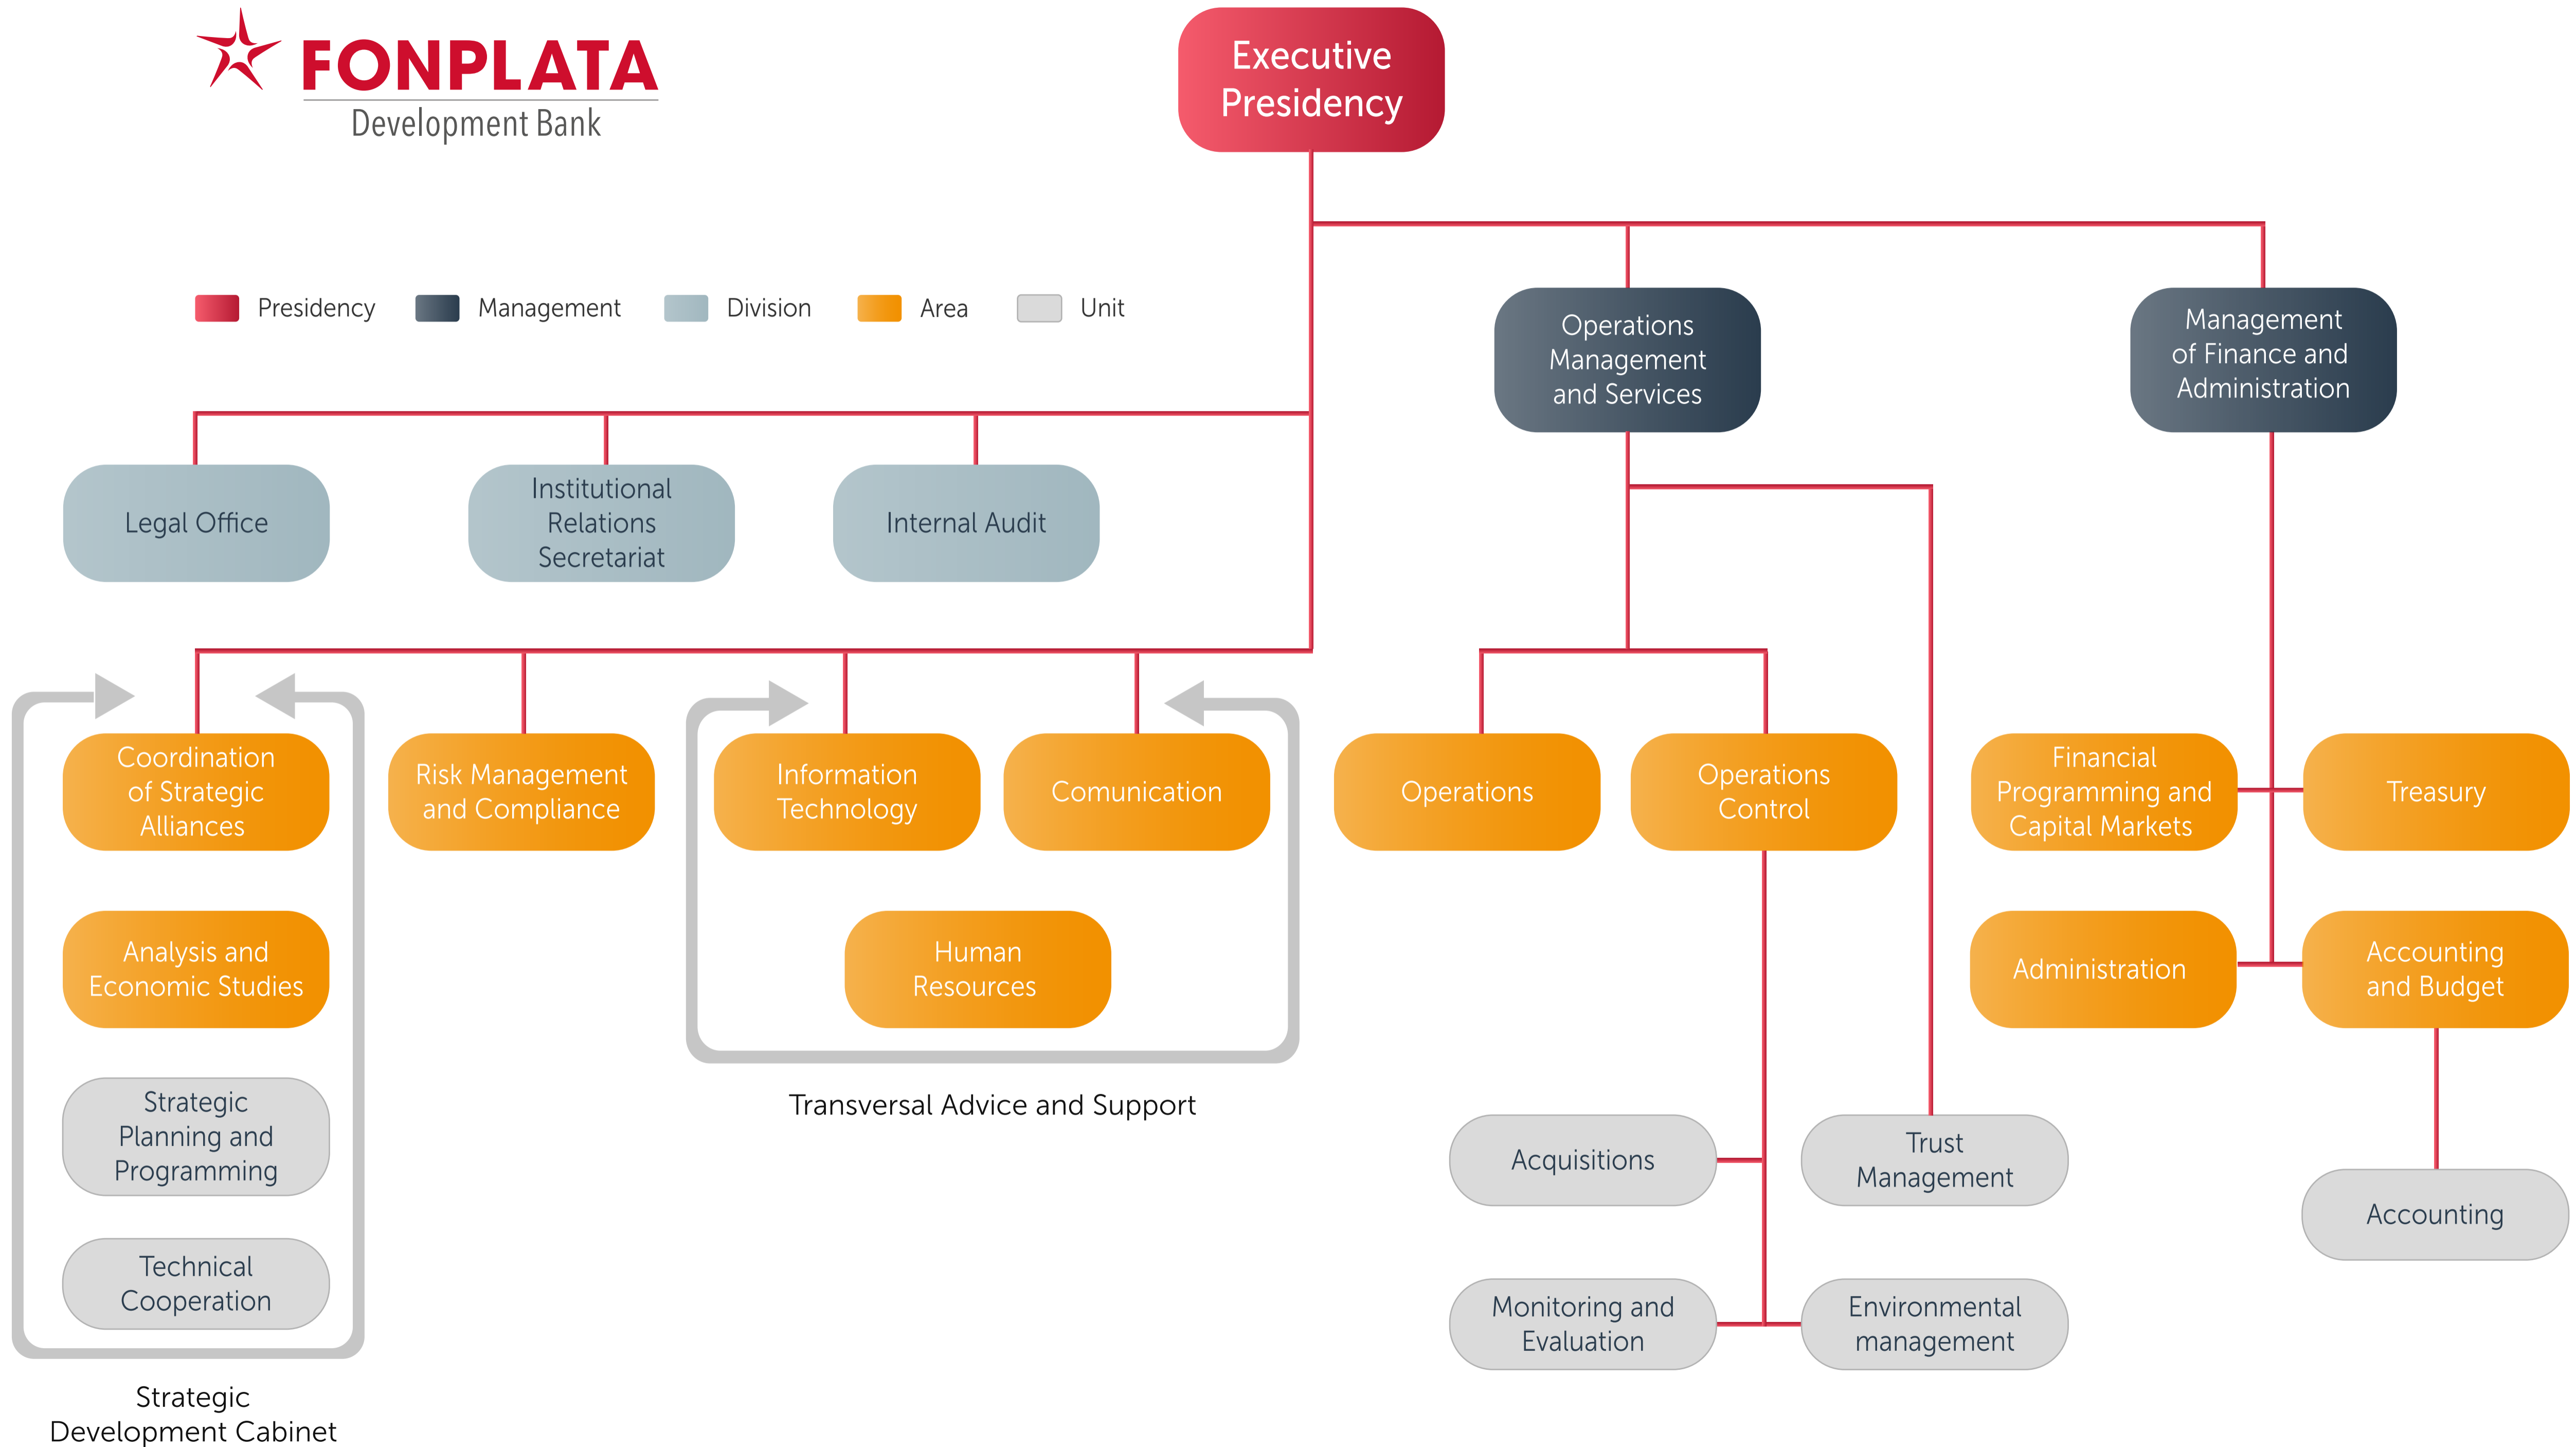 FONPLATA
Development Bank
Executive
Presidency
Presidency
Management
Division
Area
Unit
Operations
Management
and Services
Management
of Finance and
Administration
Legal Office
Institutional
Relations
Secretariat
Internal Audit
Coordination
of Strategic
Alliances
Risk Management
and Compliance
Information
Technology
Comunication
Operations
Operations
Control
Financial
Programming and
Capital Markets
Treasury
Analysis and
Economic Studies
Human
Resources
Administration
Accounting
and Budget
Strategic
Planning and
Programming
Transversal Advice and Support
Acquisitions
Trust
Management
Accounting
Technical
Cooperation
Monitoring and
Evaluation
Environmental
management
Strategic
Development Cabinet